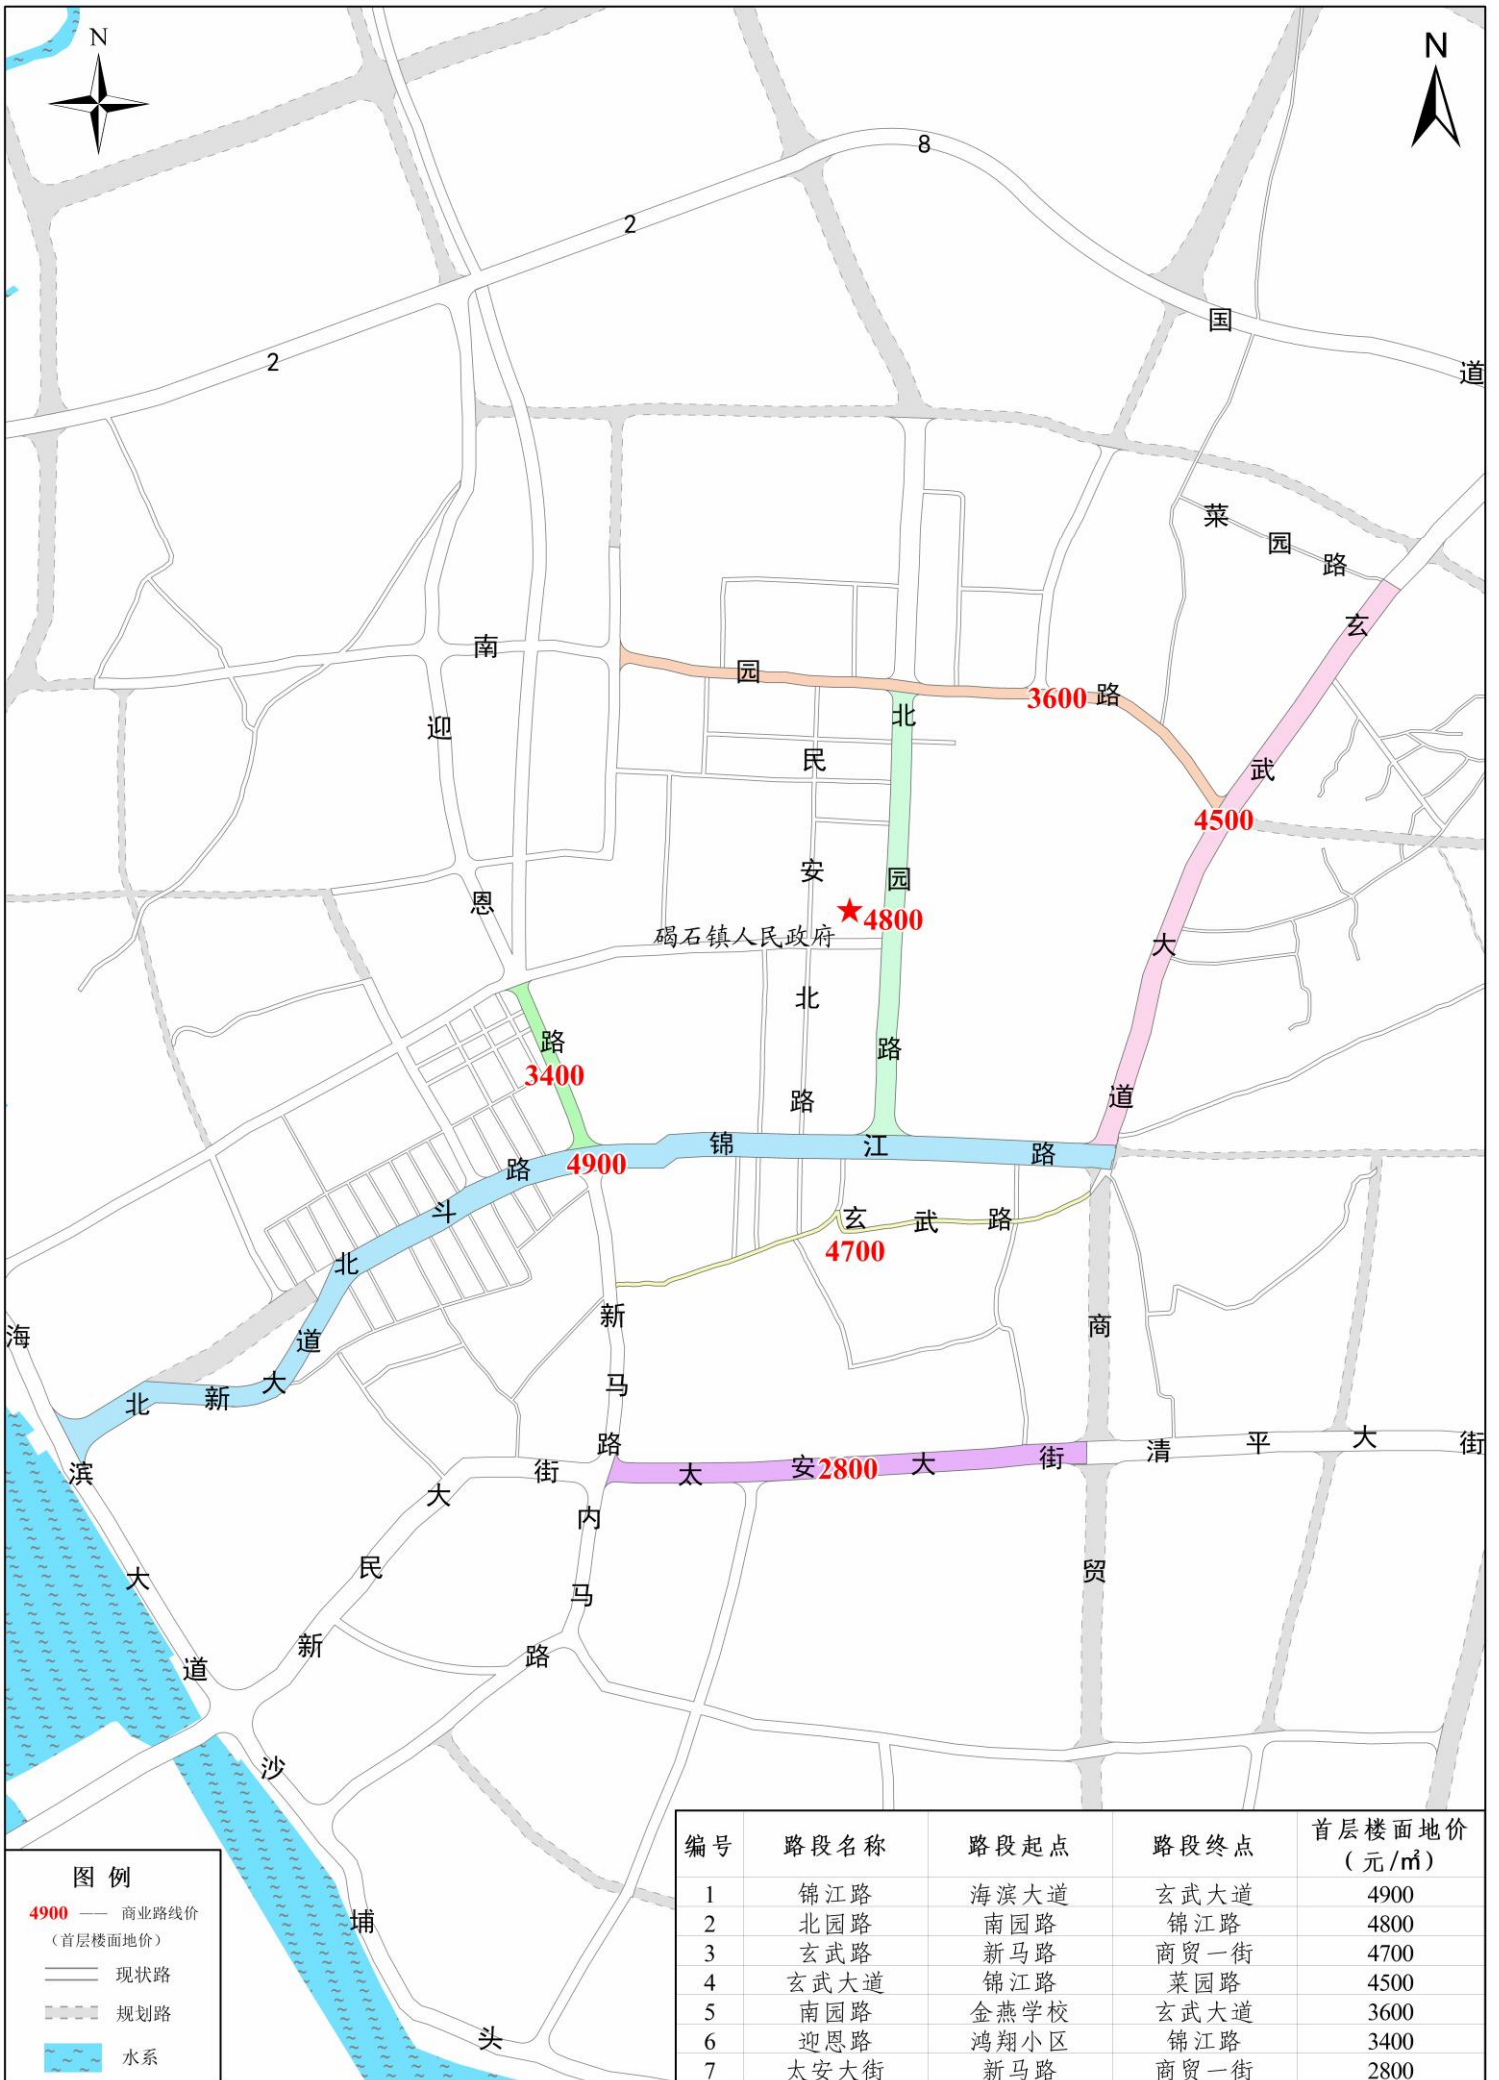 N
N
8
2
国
2
道
菜园路
玄武大道
南园路
3600
4500
迎恩路
3400
北园路
4800
民安北路
碣石镇人民政府
锦江路
4900
北斗路
北新大道
玄武路
4700
新马路
海滨大道
太安大街
2800
清平大街
商贸
新民大街
内马路
沙埔头
图例
4900 —— 商业路线价
（首层楼面地价）
现状路
规划路
水系
编号 路段名称 路段起点 路段终点 首层楼面地价
（元/㎡）
1 锦江路 海滨大道 玄武大道 4900
2 北园路 南园路 锦江路 4800
3 玄武路 新马路 商贸一街 4700
4 玄武大道 锦江路 菜园路 4500
5 南园路 金燕学校 玄武大道 3600
6 迎恩路 鸿翔小区 锦江路 3400
7 太安大街 新马路 商贸一街 2800